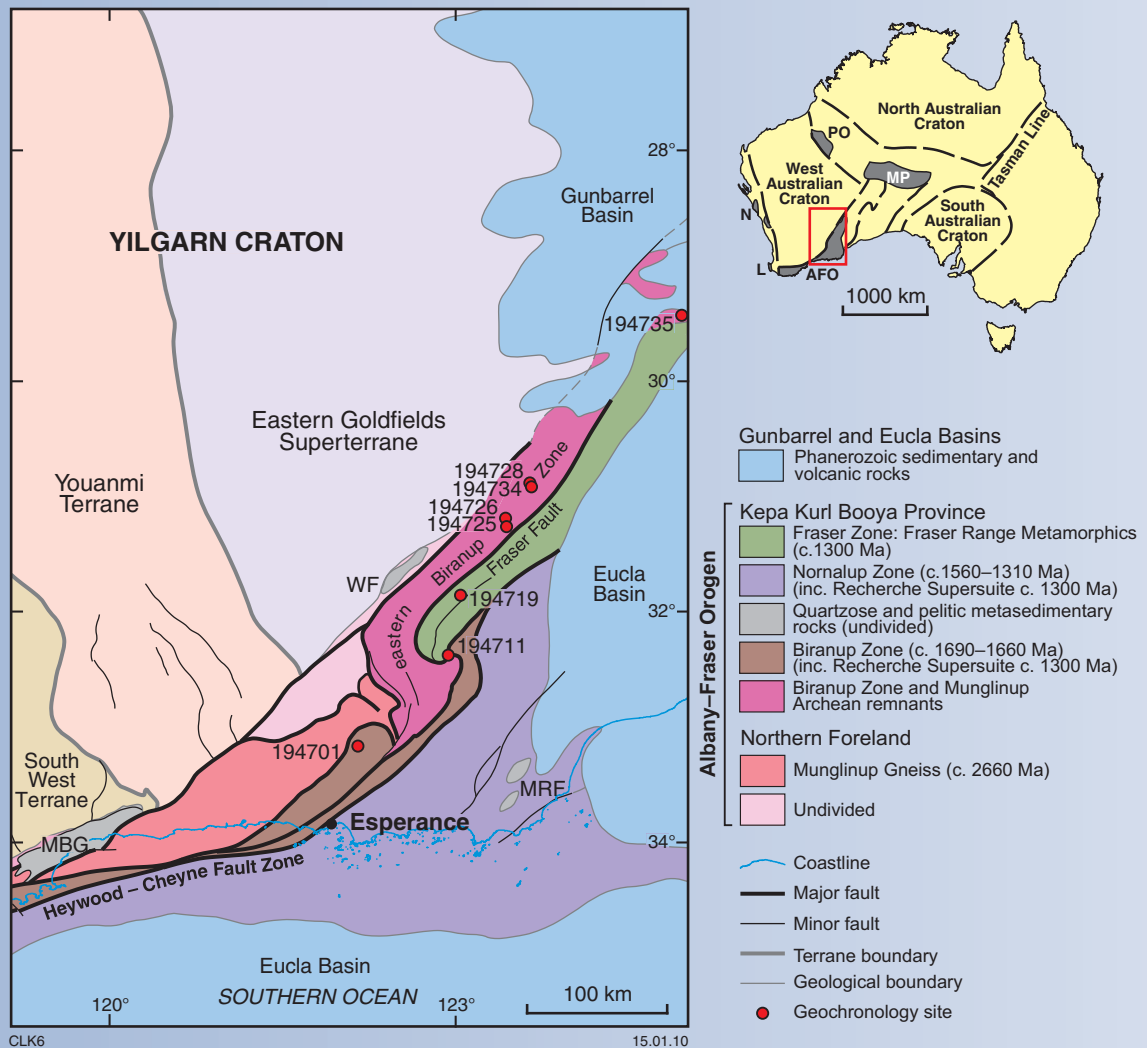 28°
Gunbarrel
Basin
YILGARN CRATON
194735
30°
Eastern Goldfields
Superterrane
Youanmi
Terrane
194728
194734
Zone
194726
194725
Fraser Fault
Biranup
WF
Eucla
Basin
194719
32°
eastern
194711
194701
South
West
Terrane
MRF
Esperance
MBG
34°
Heywood – Cheyne Fault Zone
Eucla Basin
SOUTHERN OCEAN
120°
123°
100 km
CLK6
15.01.10
North Australian
Craton
PO
Tasman Line
West
Australian
Craton
MP
N
South
Australian
Craton
L
AFO
1000 km
Gunbarrel and Eucla Basins
Phanerozoic sedimentary and
volcanic rocks
Albany–Fraser Orogen
Kepa Kurl Booya Province
Fraser Zone: Fraser Range Metamorphics
(c.1300 Ma)
Nornalup Zone (c.1560–1310 Ma)
(inc. Recherche Supersuite c. 1300 Ma)
Quartzose and pelitic metasedimentary
rocks (undivided)
Biranup Zone (c. 1690–1660 Ma)
(inc. Recherche Supersuite c. 1300 Ma)
Biranup Zone and Munglinup
Archean remnants
Northern Foreland
Munglinup Gneiss (c. 2660 Ma)
Undivided
Coastline
Major fault
Minor fault
Terrane boundary
Geological boundary
Geochronology site